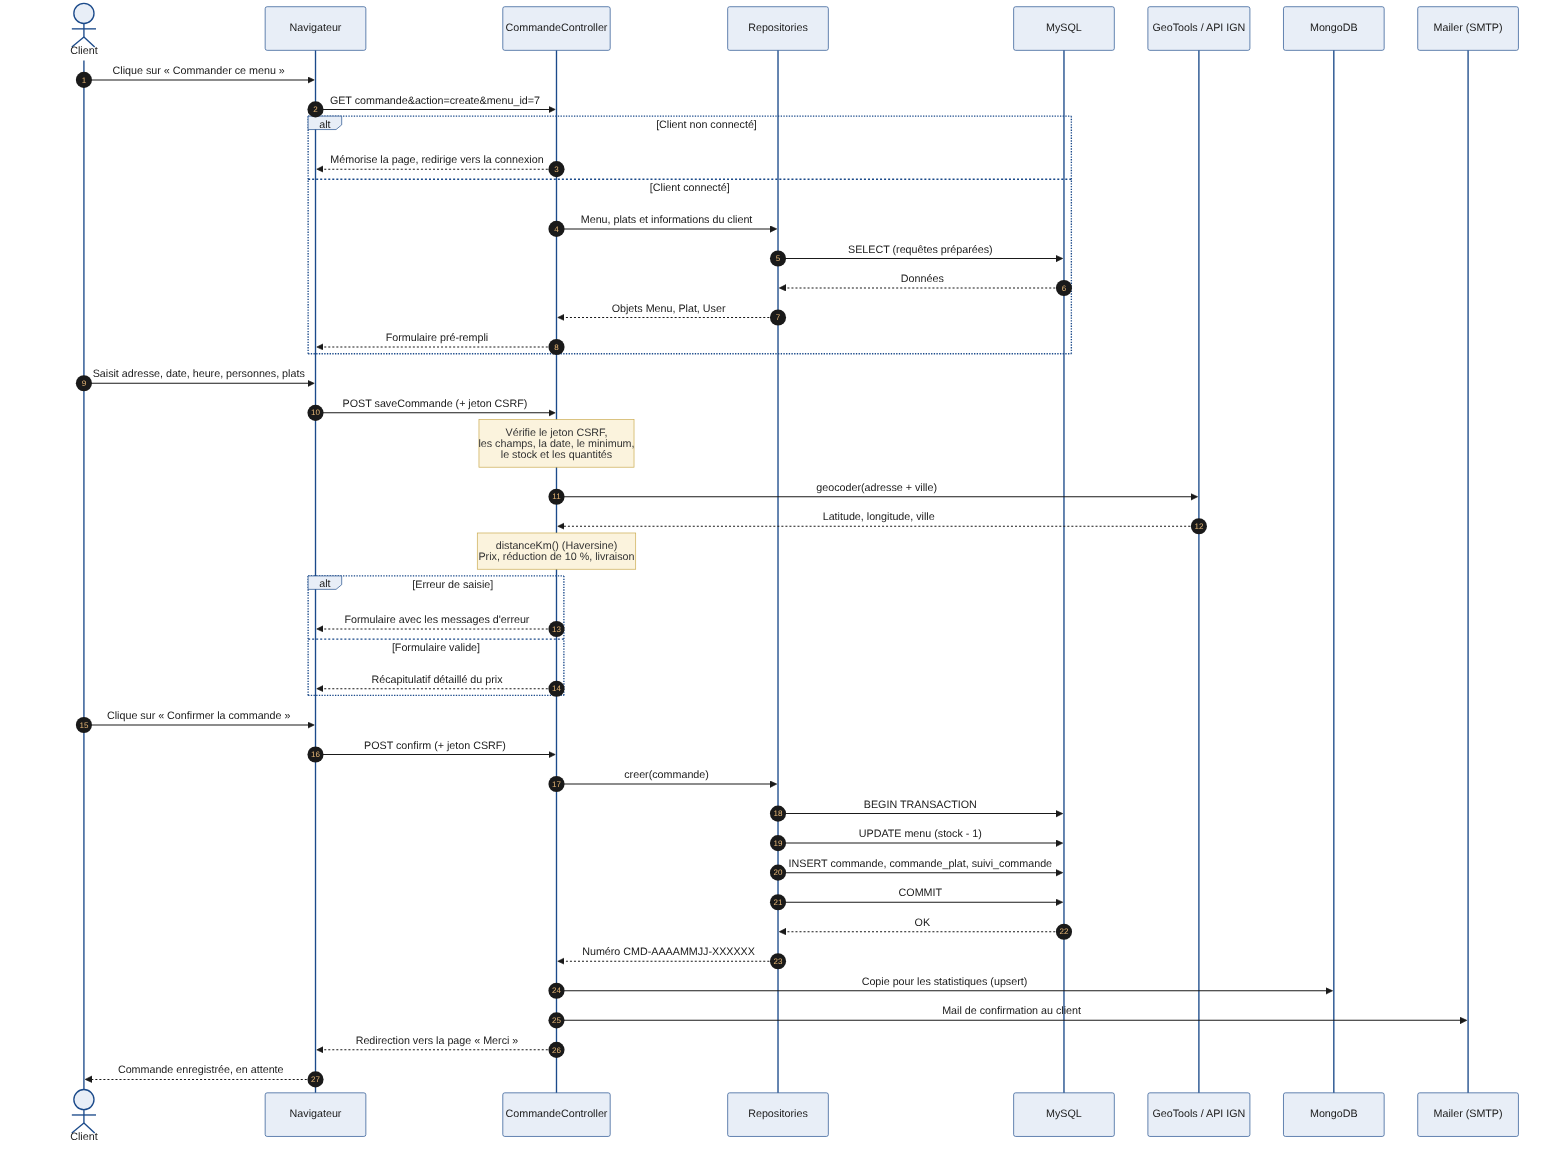 Client
Navigateur
CommandeController
Repositories
MySQL
GeoTools / API IGN
MongoDB
Mailer (SMTP)
1
Clique sur « Commander ce menu »
2
GET commande&action=create&menu_id=7
alt
[Client non connecté]
Mémorise la page, redirige vers la connexion
3
[Client connecté]
4
Menu, plats et informations du client
5
SELECT (requêtes préparées)
Données
6
Objets Menu, Plat, User
7
Formulaire pré-rempli
8
9
Saisit adresse, date, heure, personnes, plats
10
POST saveCommande (+ jeton CSRF)
Vérifie le jeton CSRF,
les champs, la date, le minimum,
le stock et les quantités
11
geocoder(adresse + ville)
Latitude, longitude, ville
12
distanceKm() (Haversine)
Prix, réduction de 10 %, livraison
alt
[Erreur de saisie]
Formulaire avec les messages d'erreur
13
[Formulaire valide]
Récapitulatif détaillé du prix
14
15
Clique sur « Confirmer la commande »
16
POST confirm (+ jeton CSRF)
17
creer(commande)
18
BEGIN TRANSACTION
19
UPDATE menu (stock - 1)
20
INSERT commande, commande_plat, suivi_commande
21
COMMIT
OK
22
Numéro CMD-AAAAMMJJ-XXXXXX
23
24
Copie pour les statistiques (upsert)
25
Mail de confirmation au client
Redirection vers la page « Merci »
26
Commande enregistrée, en attente
27
Client
Navigateur
CommandeController
Repositories
MySQL
GeoTools / API IGN
MongoDB
Mailer (SMTP)